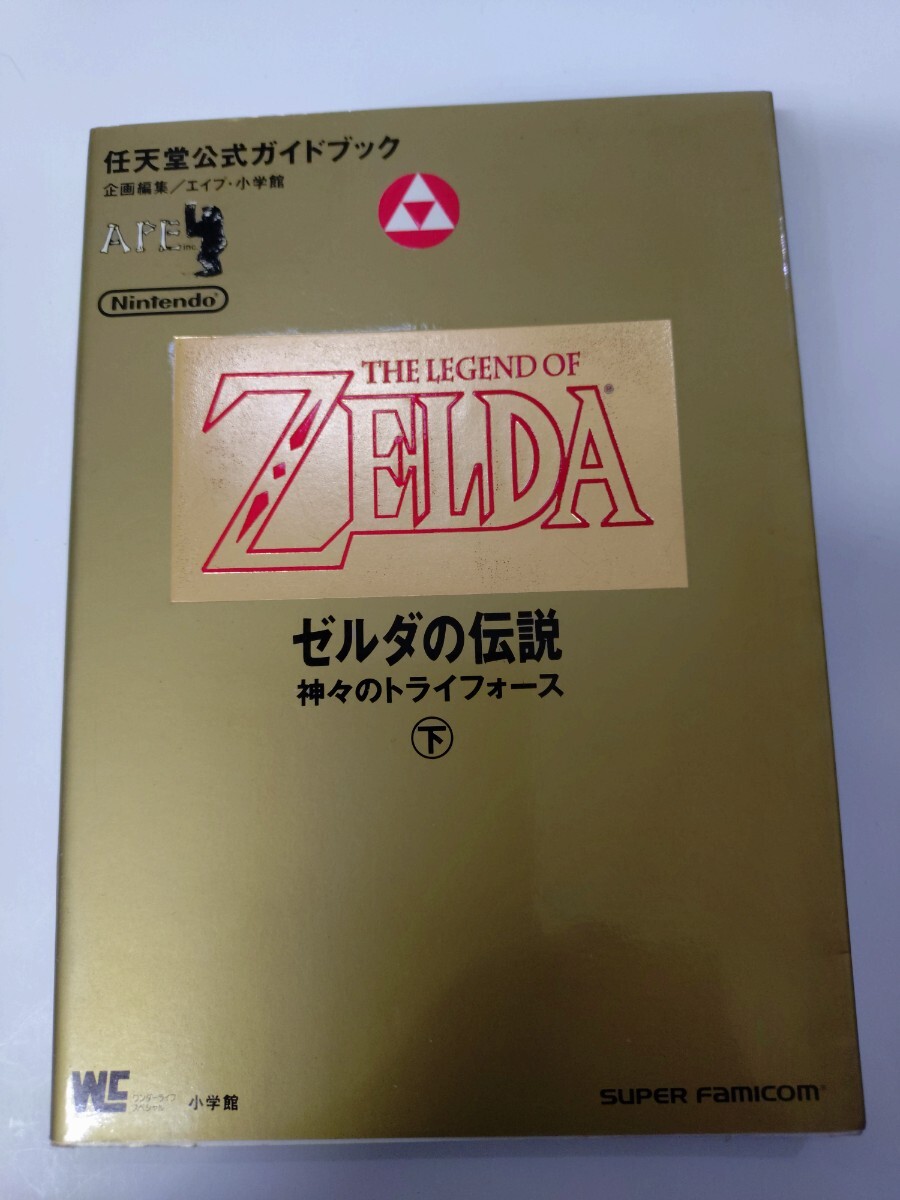 任天堂公式ガイドブック
企画編集/エイプ・小学館
APE inc.
Nintendo®
THE LEGEND OF
ZELDA®
ゼルダの伝説
神々のトライフォース
下
WLS
ワンダーライフ
スペシャル
小学館
SUPER FAMICOM®